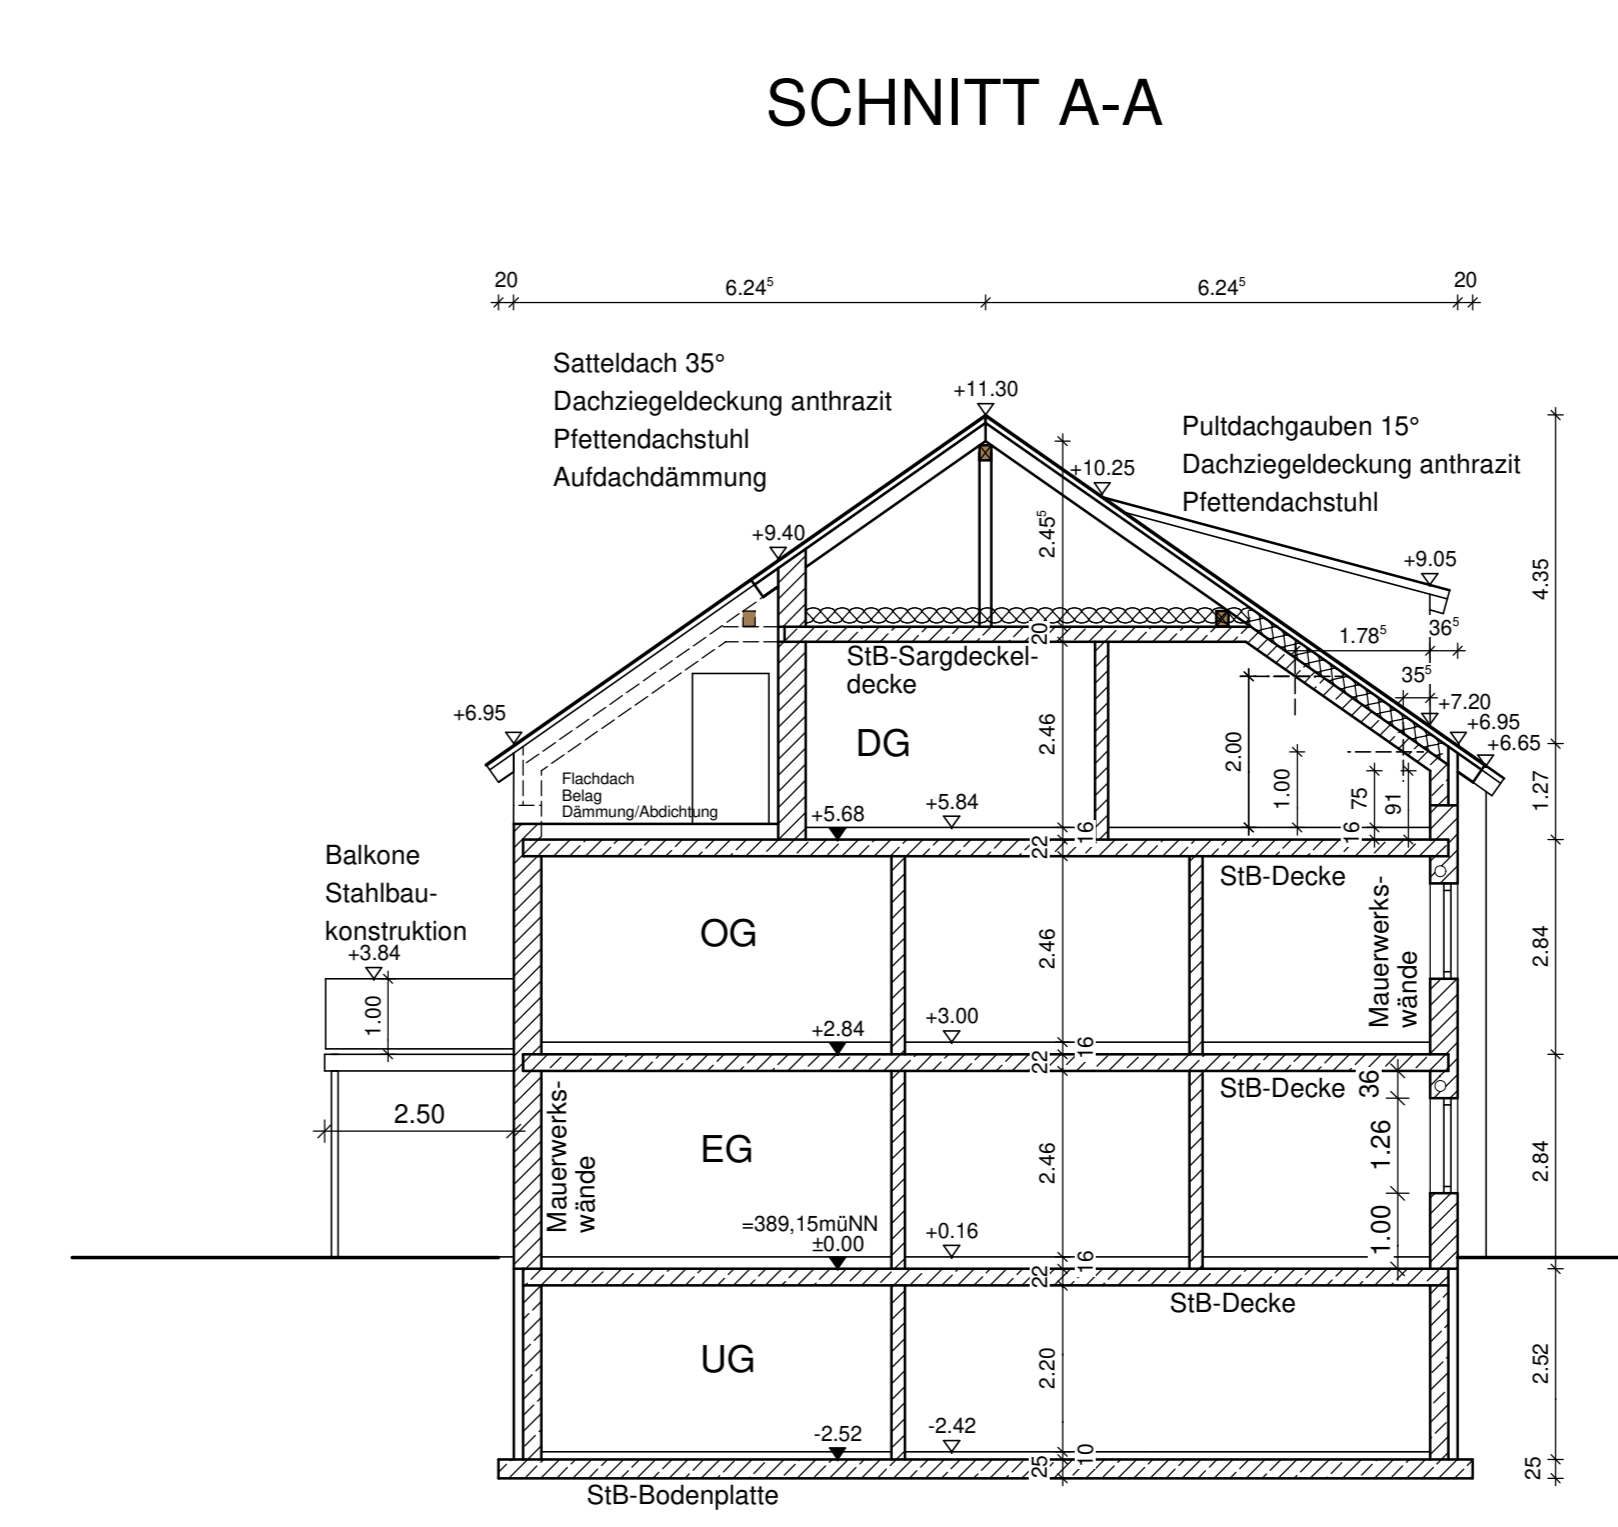 SCHNITT A-A
20
6.24⁵
6.24⁵
20
Satteldach 35°
Dachziegeldeckung anthrazit
Pfettendachstuhl
Aufdachdämmung
+11.30
Pultdachgauben 15°
Dachziegeldeckung anthrazit
Pfettendachstuhl
+10.25
+9.40
2.45⁵
+9.05
4.35
20
1.78⁵
36⁵
35⁵
StB-Sargdeckel-
decke
+6.95
+7.20
+6.95
+6.65
DG
2.46
2.00
1.00
75
91
1.27
Flachdach
Belag
Dämmung/Abdichtung
+5.68
+5.84
16
16
22
Balkone
Stahlbau-
konstruktion
+3.84
1.00
StB-Decke
Mauerwerks-
wände
OG
2.46
2.84
+2.84
+3.00
16
22
StB-Decke
36
2.50
Mauerwerks-
wände
EG
2.46
1.26
2.84
1.00
=389,15müNN
±0.00
+0.16
16
22
StB-Decke
UG
2.20
2.52
-2.52
-2.42
10
25
25
StB-Bodenplatte